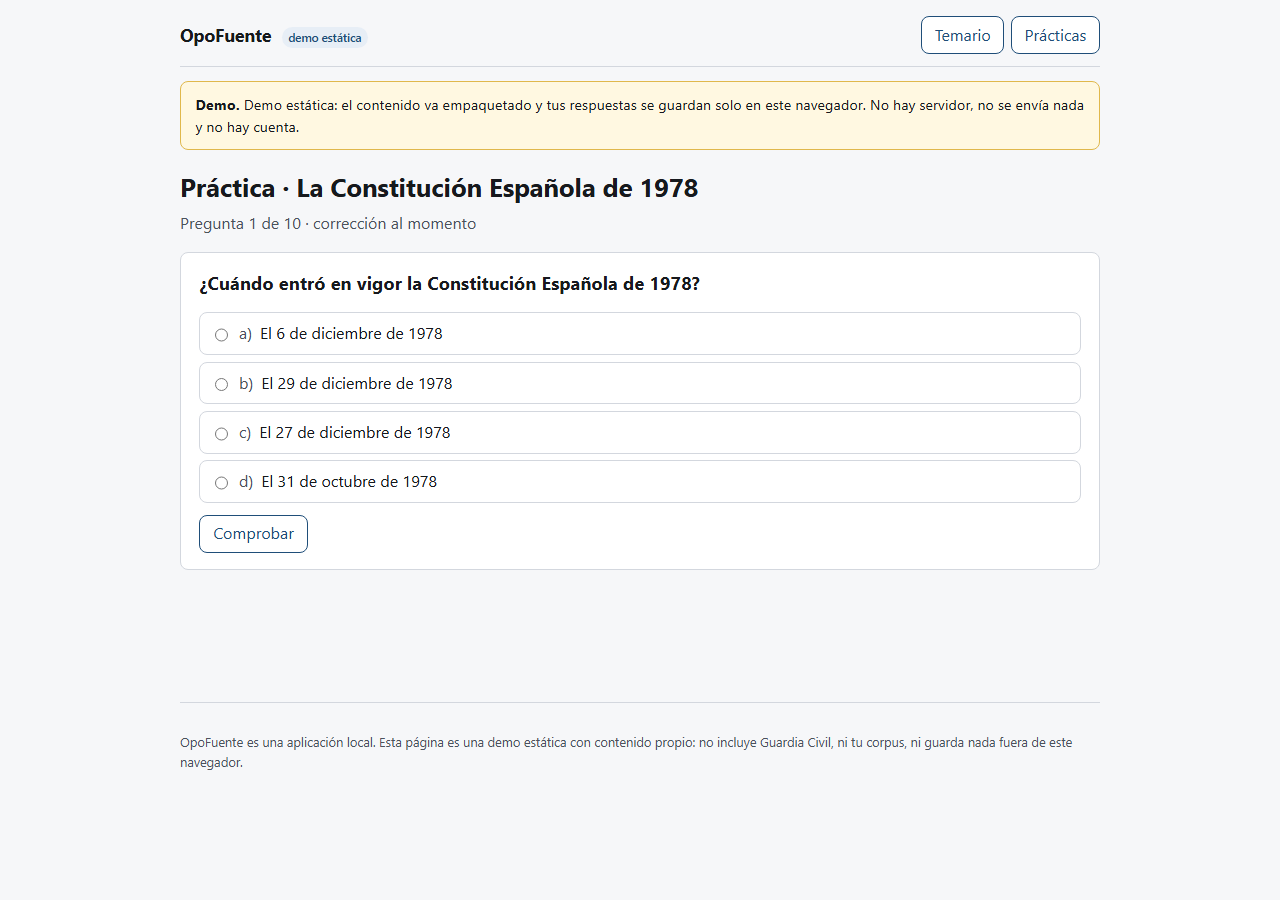 OpoFuente demo estática Temario Prácticas
Demo. Demo estática: el contenido va empaquetado y tus respuestas se guardan solo en este navegador. No hay servidor, no se envía nada
y no hay cuenta.
Práctica · La Constitución Española de 1978
Pregunta 1 de 10 · corrección al momento
¿Cuándo entró en vigor la Constitución Española de 1978?
a) El 6 de diciembre de 1978
b) El 29 de diciembre de 1978
c) El 27 de diciembre de 1978
d) El 31 de octubre de 1978
Comprobar
OpoFuente es una aplicación local. Esta página es una demo estática con contenido propio: no incluye Guardia Civil, ni tu corpus, ni guarda nada fuera de este
navegador.